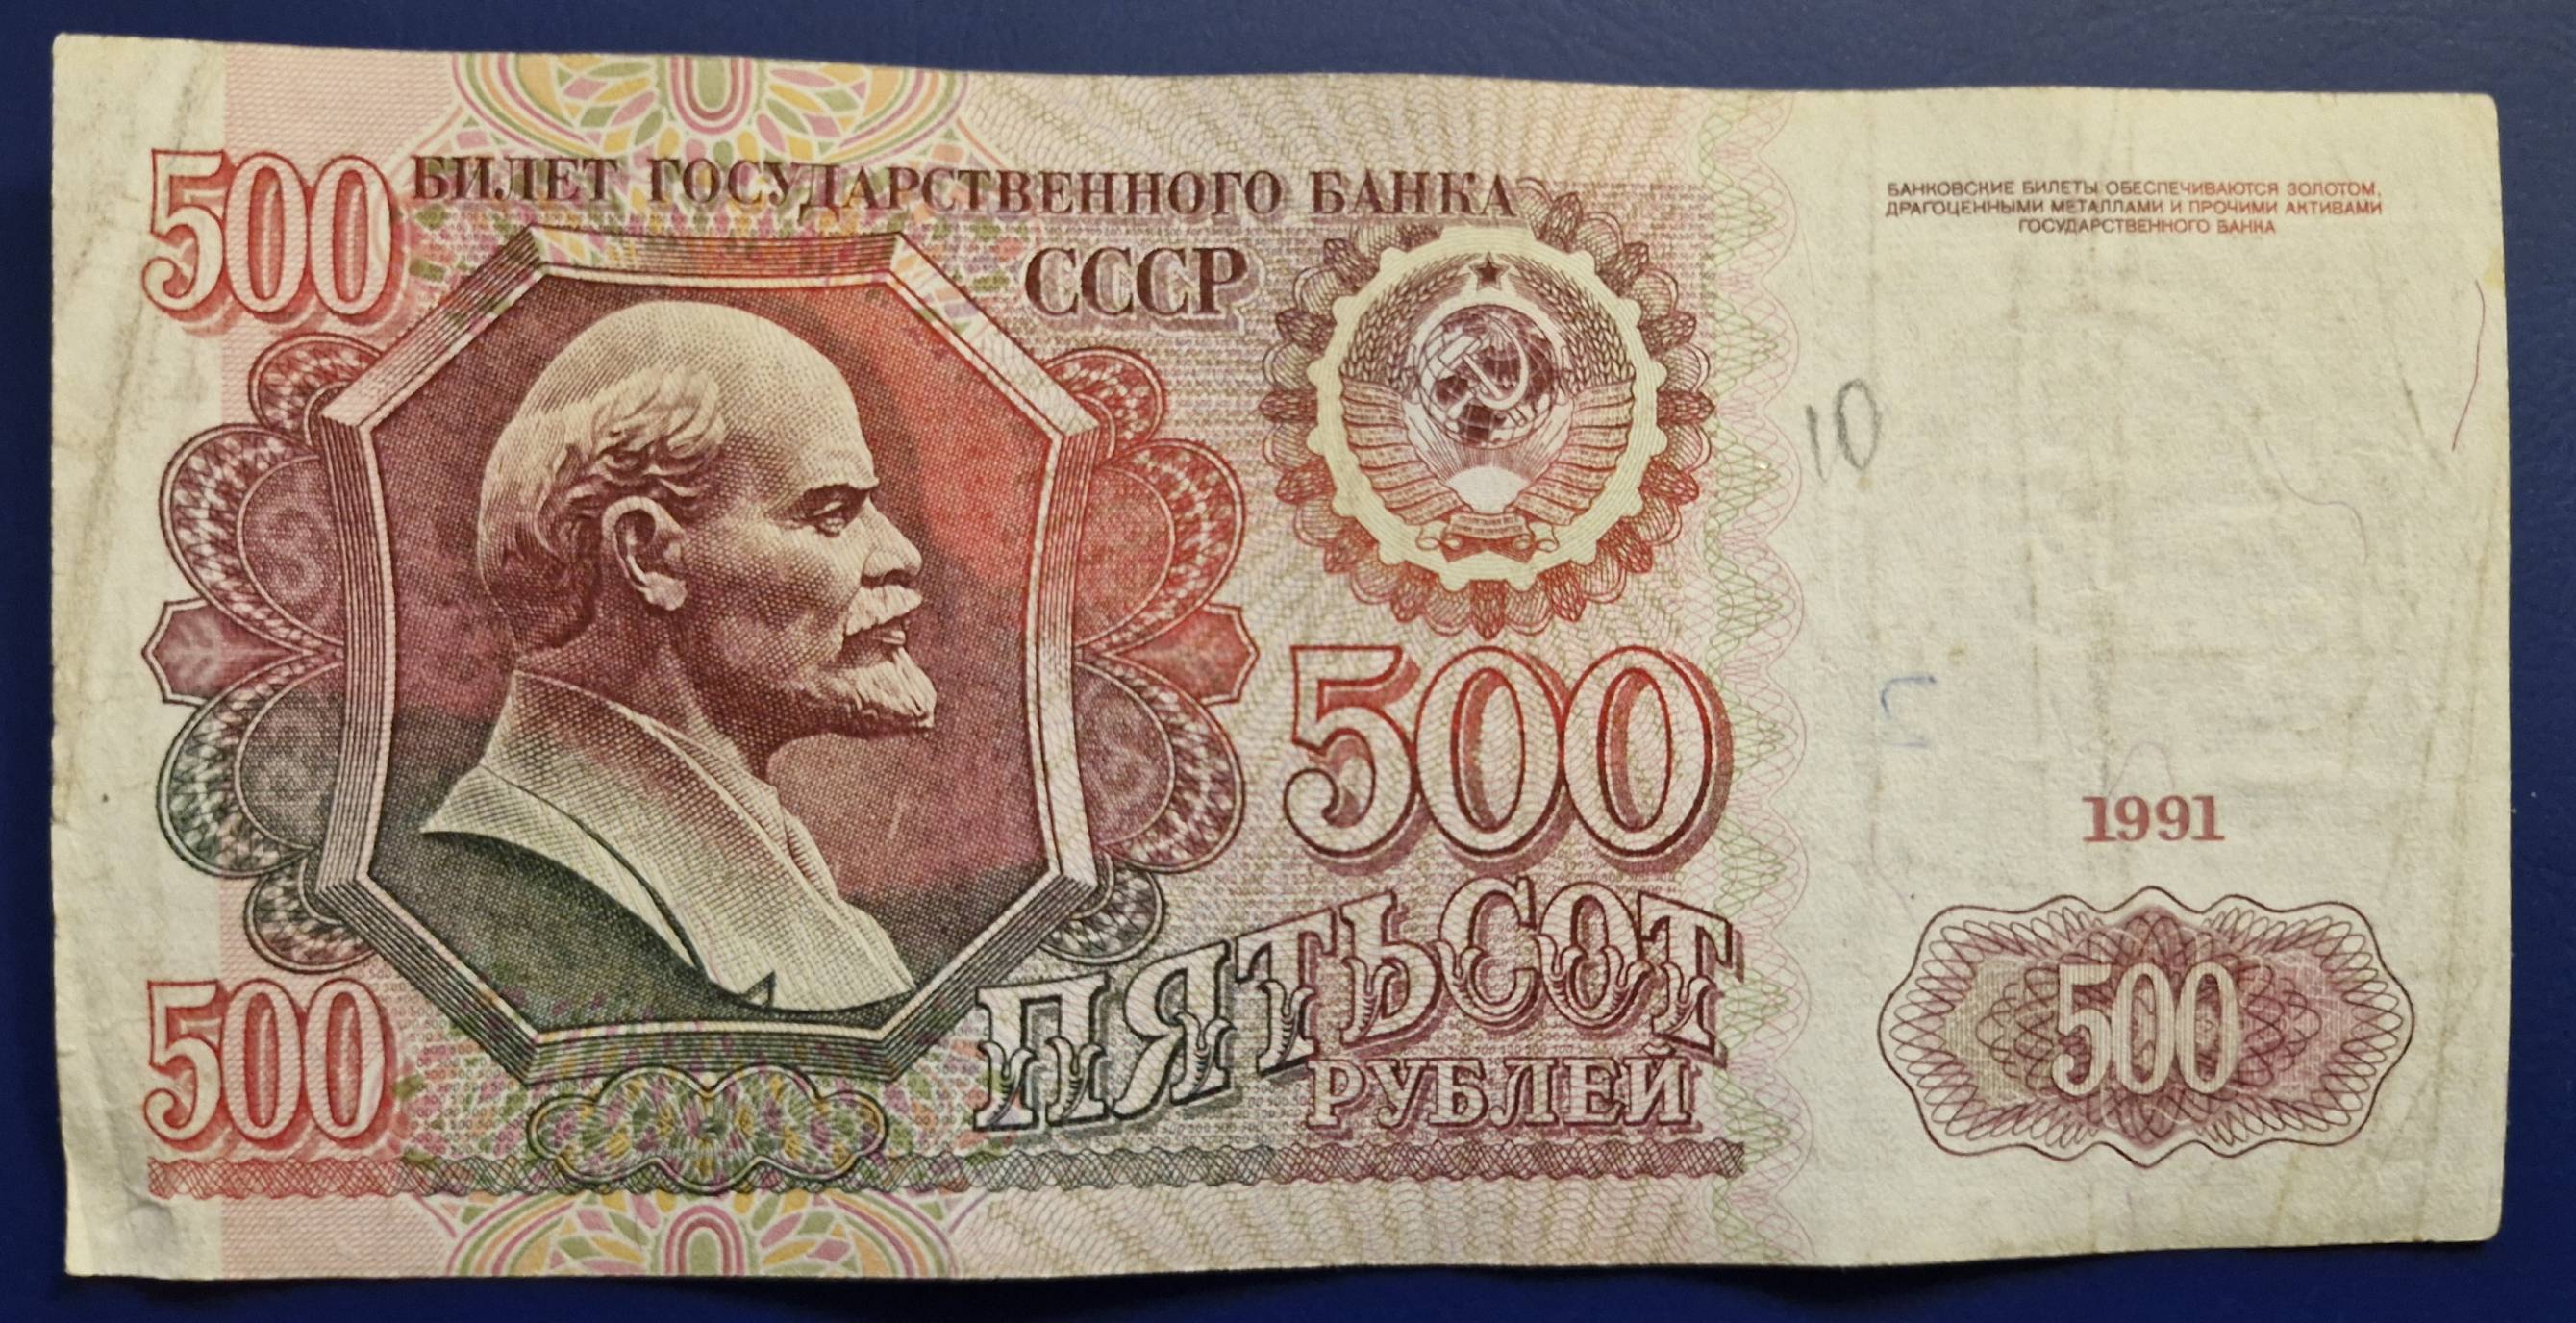 500
БИЛЕТ ГОСУДАРСТВЕННОГО БАНКА
СССР
БАНКОВСКИЕ БИЛЕТЫ ОБЕСПЕЧИВАЮТСЯ ЗОЛОТОМ,
ДРАГОЦЕННЫМИ МЕТАЛЛАМИ И ПРОЧИМИ АКТИВАМИ
ГОСУДАРСТВЕННОГО БАНКА
10
500
1991
ПЯТЬСОТ
РУБЛЕЙ
500
500